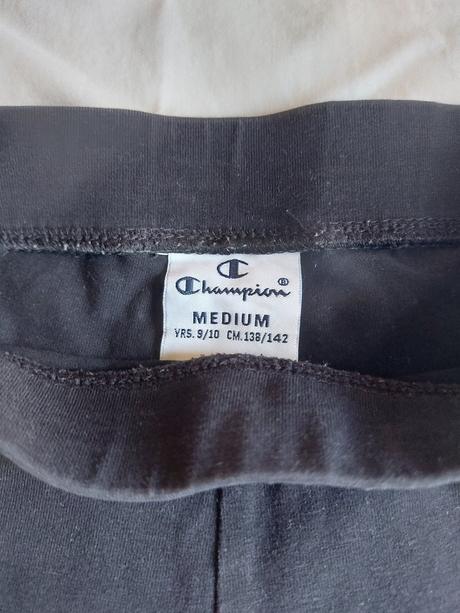 Champion®
MEDIUM
YRS. 9/10 CM. 138/142